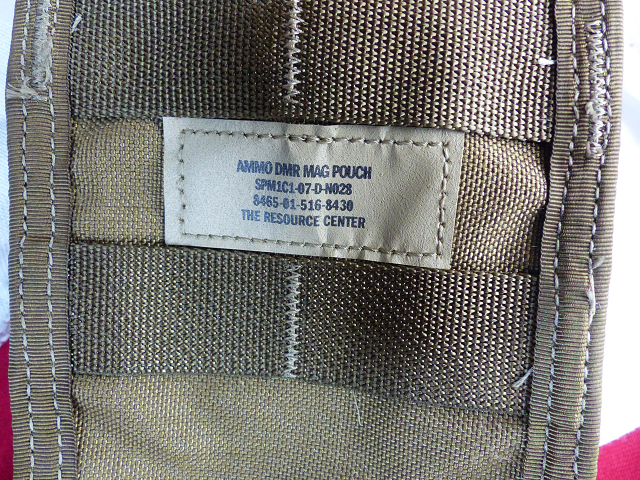 AMMO DMR MAG POUCH
SPM1C1-07-D-N028
8465-01-516-8430
THE RESOURCE CENTER